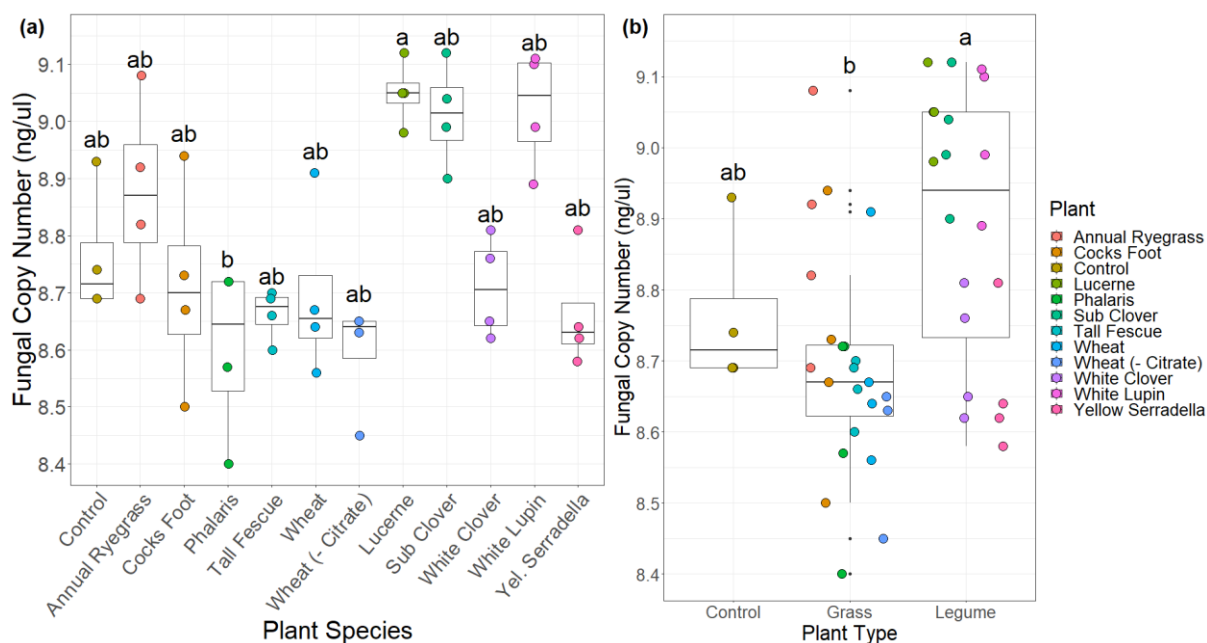 (a)
Fungal Copy Number (ng/ul)
9.1
9.0
8.9
8.8
8.7
8.6
8.5
8.4
ab
ab
ab
b
ab
ab
ab
a
ab
ab
ab
ab
Control
Annual Ryegrass
Cocks Foot
Phalaris
Tall Fescue
Wheat
Wheat (- Citrate)
Lucerne
Sub Clover
White Clover
White Lupin
Yel. Serradella
Plant Species
(b)
Fungal Copy Number (ng/ul)
9.1
9.0
8.9
8.8
8.7
8.6
8.5
8.4
ab
b
a
Control Grass Legume
Plant Type
Plant
Annual Ryegrass
Cocks Foot
Control
Lucerne
Phalaris
Sub Clover
Tall Fescue
Wheat
Wheat (- Citrate)
White Clover
White Lupin
Yellow Serradella